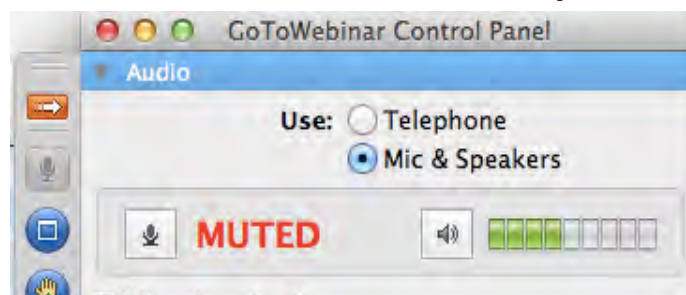 GoToWebinar Control Panel
Audio
Use: Telephone
Mic & Speakers
MUTED